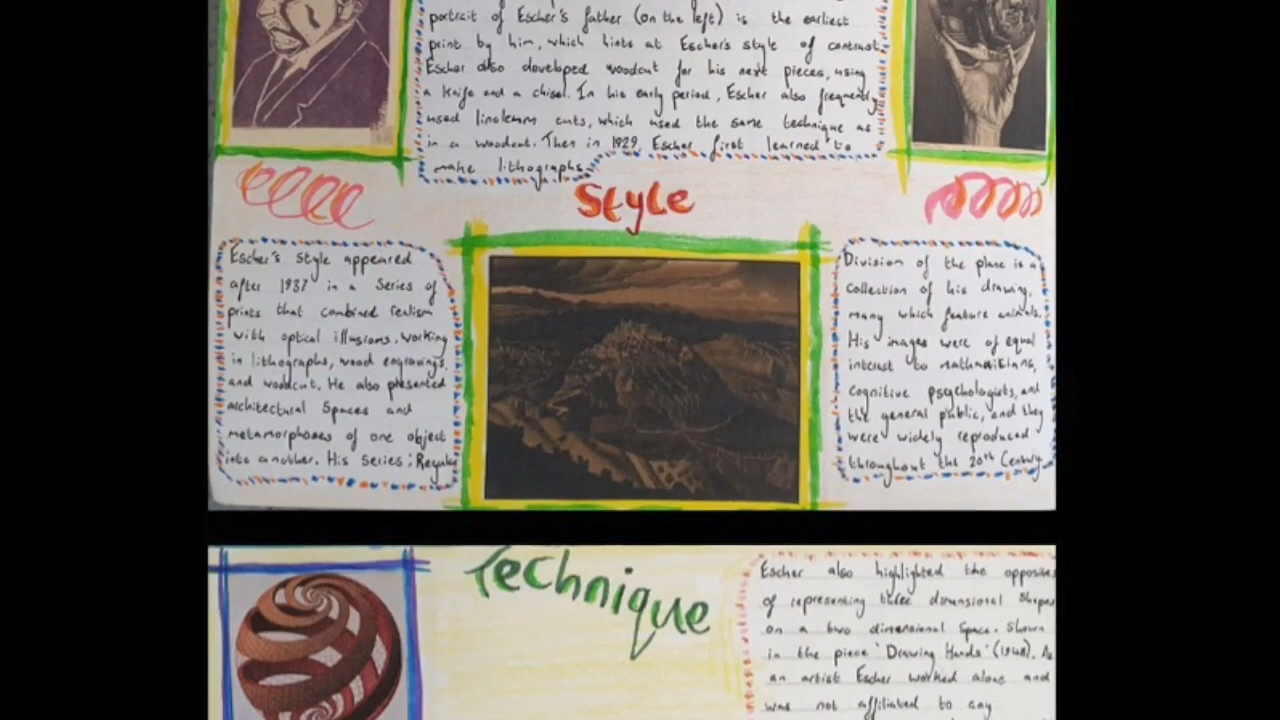 portrait of Escher's father (on the left) is the earliest
print by him, which hints at Escher's style of contrast.
Escher also developed woodcut for his next pieces, using
a knife and a chisel. In his early period, Escher also frequently
used linoleum cuts, which used the same technique as
in a woodcut. Then in 1929, Escher first learned to
make lithographs.
Style
Escher's style appeared
after 1937 in a Series of
prints that combined realism
with optical illusions. Working
in lithographs, wood engravings,
and woodcut. He also presented
architectural Spaces and
metamorphoses of one object
into another. His Series; Regular
Division of the plane is a
collection of his drawing,
many which feature animals.
His images were of equal
interest to mathmaticians,
Cognitive psychologists, and
the general public, and they
were widely reproduced
throughout the 20th Century
Technique
Escher also highlighted the opposites
of representing three dimensional Shapes
on a two dimensional Space. Shown
in the piece 'Drawing Hands' (1948). As
an artist Escher worked alone and
was not affiliated to any